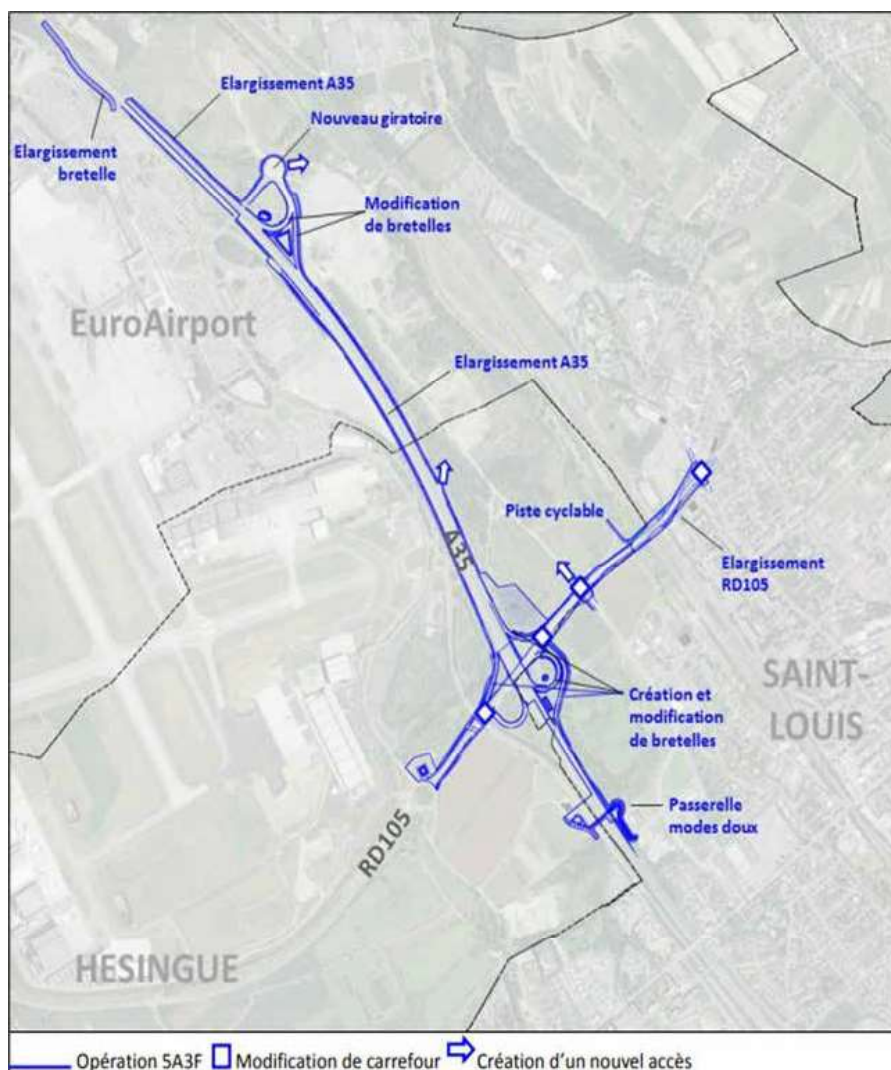 Elargissement A35
Nouveau giratoire
Elargissement
bretelle
Modification
de bretelles
EuroAirport
Elargissement A35
Piste cyclable
A35
Elargissement
RD105
SAINT-
LOUIS
Création et
modification
de bretelles
Passerelle
modes doux
RD105
HESINGUE
Opération 5A3F Modification de carrefour Création d'un nouvel accès